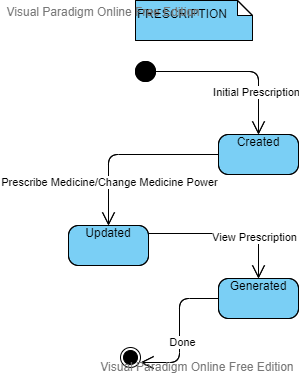 Visual Paradigm Online Free Edition
PRESCRIPTION
Initial Prescription
Created
Prescribe Medicine/Change Medicine Power
Updated
View Prescription
Generated
Done
Visual Paradigm Online Free Edition